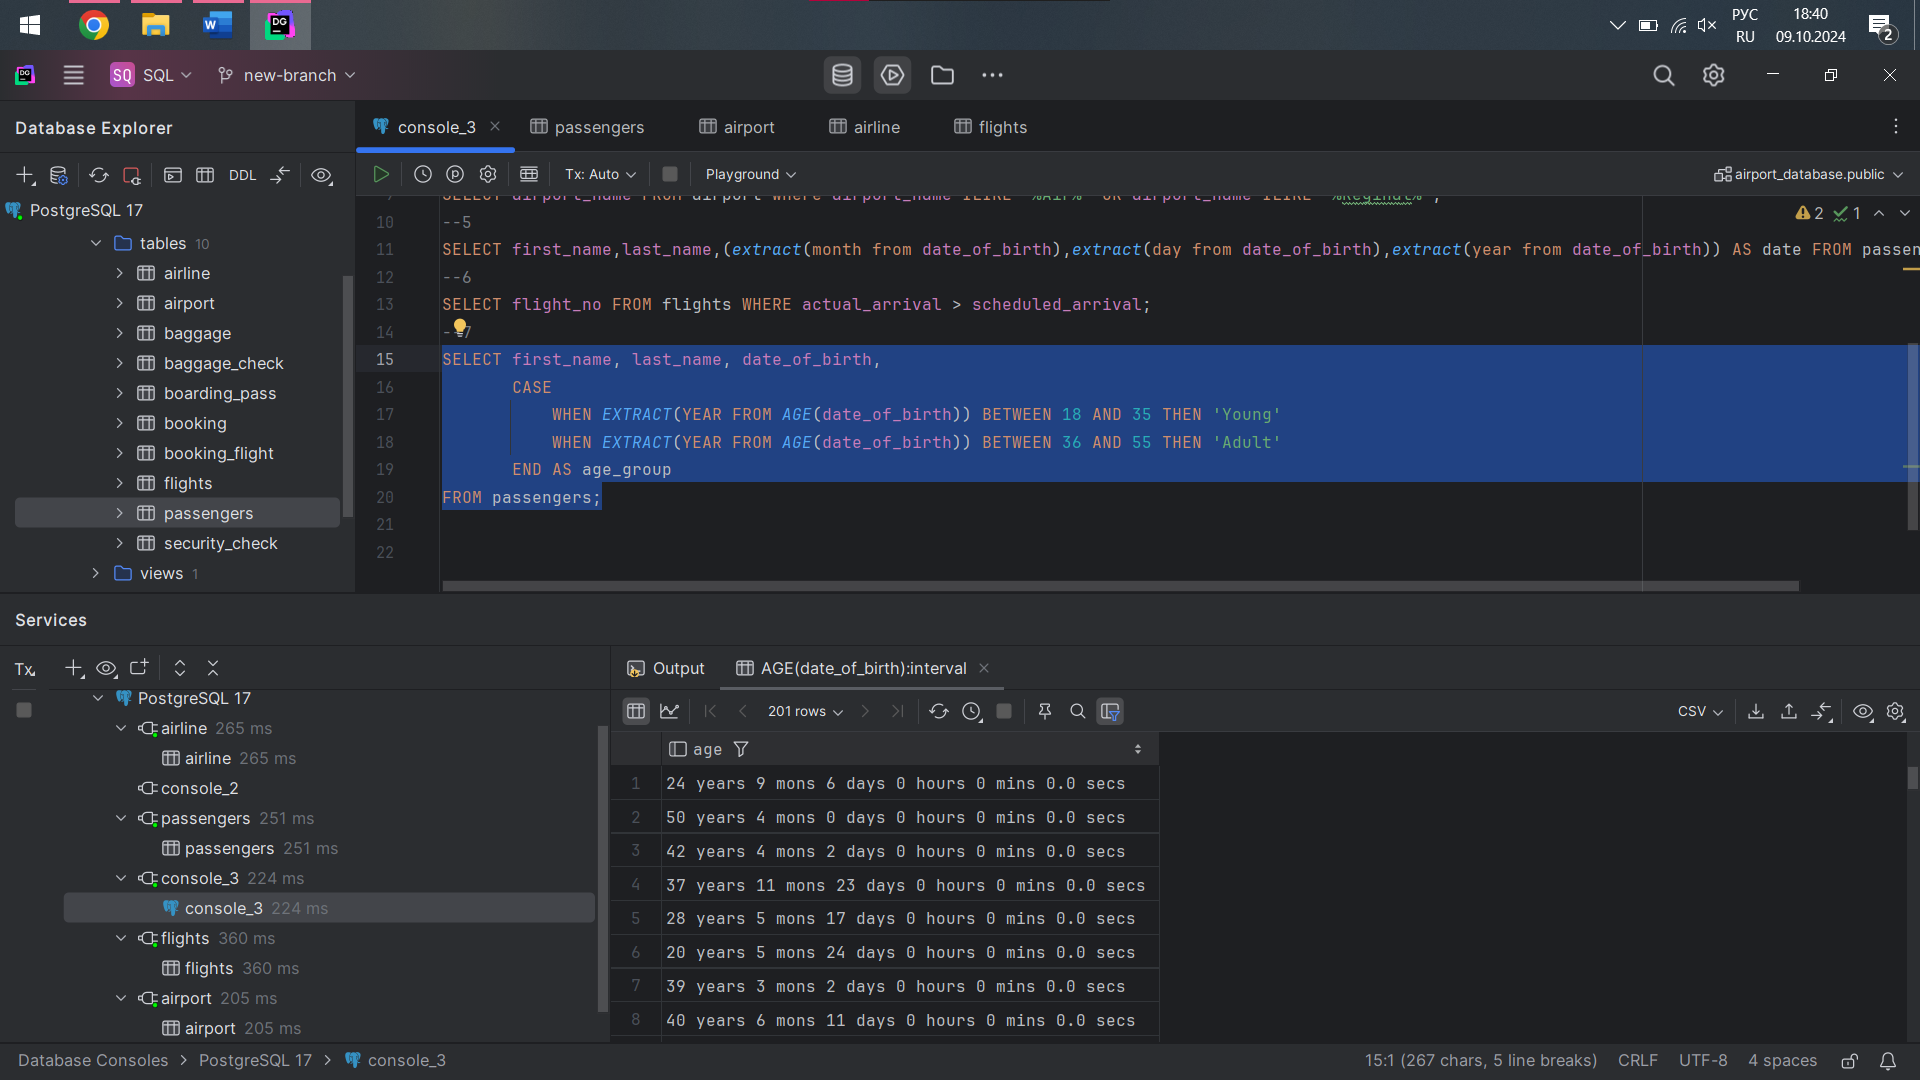 РУС
RU
18:40
09.10.2024
2
SQ SQL new-branch
Database Explorer
console_3 passengers airport airline flights
DDL
Tx: Auto Playground airport_database.public
PostgreSQL 17
tables 10
airline
airport
baggage
baggage_check
boarding_pass
booking
booking_flight
flights
passengers
security_check
views 1
2 1
10 --5
11 SELECT first_name,last_name,(extract(month from date_of_birth),extract(day from date_of_birth),extract(year from date_of_birth)) AS date FROM passen
12 --6
13 SELECT flight_no FROM flights WHERE actual_arrival > scheduled_arrival;
14 --7
15 SELECT first_name, last_name, date_of_birth,
16 CASE
17 WHEN EXTRACT(YEAR FROM AGE(date_of_birth)) BETWEEN 18 AND 35 THEN 'Young'
18 WHEN EXTRACT(YEAR FROM AGE(date_of_birth)) BETWEEN 36 AND 55 THEN 'Adult'
19 END AS age_group
20 FROM passengers;
21
22
Services
Tx
PostgreSQL 17
airline 265 ms
airline 265 ms
console_2
passengers 251 ms
passengers 251 ms
console_3 224 ms
console_3 224 ms
flights 360 ms
flights 360 ms
airport 205 ms
airport 205 ms
Output AGE(date_of_birth):interval
201 rows CSV
age
1 24 years 9 mons 6 days 0 hours 0 mins 0.0 secs
2 50 years 4 mons 0 days 0 hours 0 mins 0.0 secs
3 42 years 4 mons 2 days 0 hours 0 mins 0.0 secs
4 37 years 11 mons 23 days 0 hours 0 mins 0.0 secs
5 28 years 5 mons 17 days 0 hours 0 mins 0.0 secs
6 20 years 5 mons 24 days 0 hours 0 mins 0.0 secs
7 39 years 3 mons 2 days 0 hours 0 mins 0.0 secs
8 40 years 6 mons 11 days 0 hours 0 mins 0.0 secs
Database Consoles > PostgreSQL 17 > console_3
15:1 (267 chars, 5 line breaks) CRLF UTF-8 4 spaces